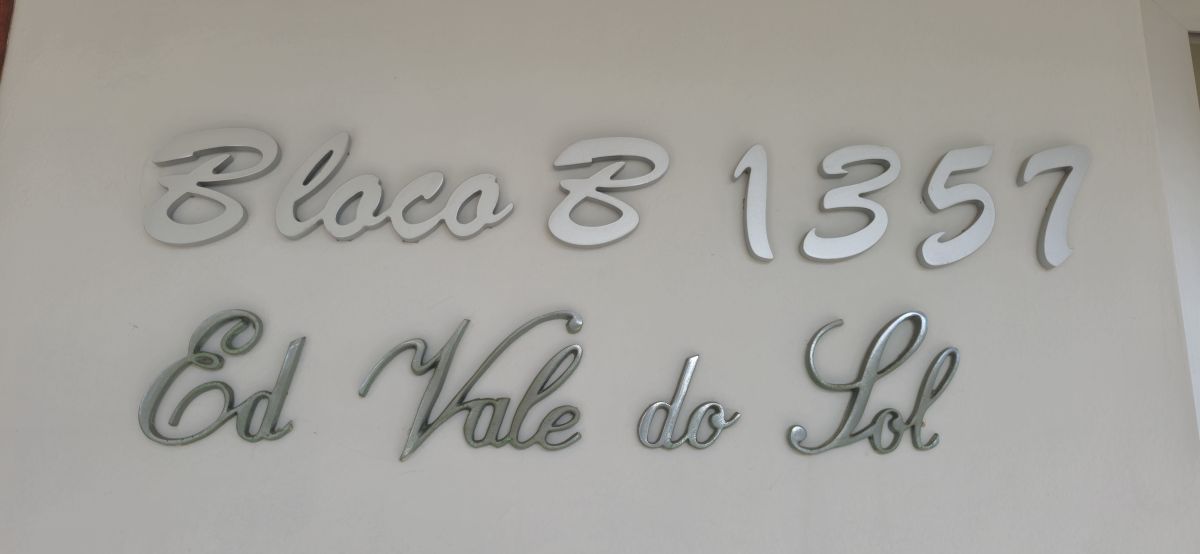 Bloco B 1357
Ed Vale do Sol